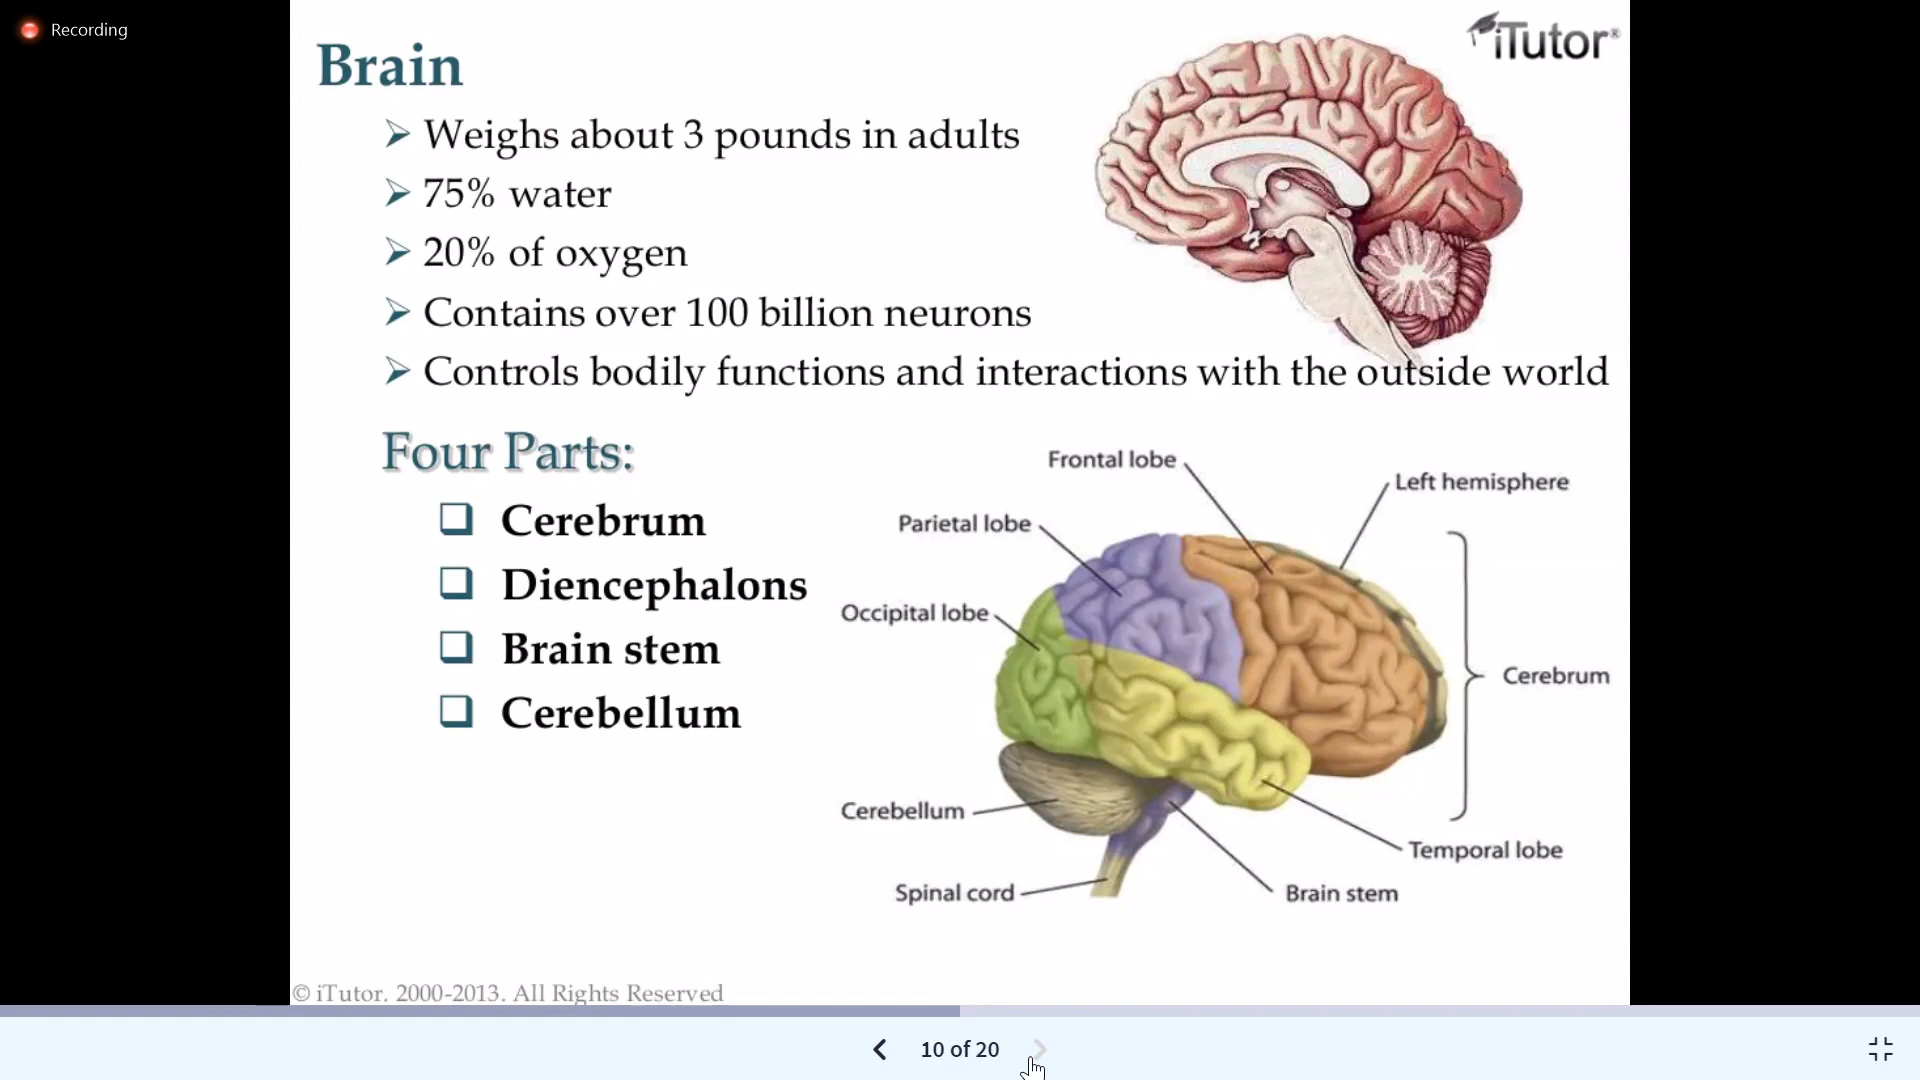 Recording
iTutor®
Brain
Weighs about 3 pounds in adults
75% water
20% of oxygen
Contains over 100 billion neurons
Controls bodily functions and interactions with the outside world
Four Parts:
Cerebrum
Diencephalons
Brain stem
Cerebellum
Frontal lobe
Left hemisphere
Parietal lobe
Occipital lobe
Cerebrum
Cerebellum
Temporal lobe
Spinal cord
Brain stem
© iTutor. 2000-2013. All Rights Reserved
10 of 20